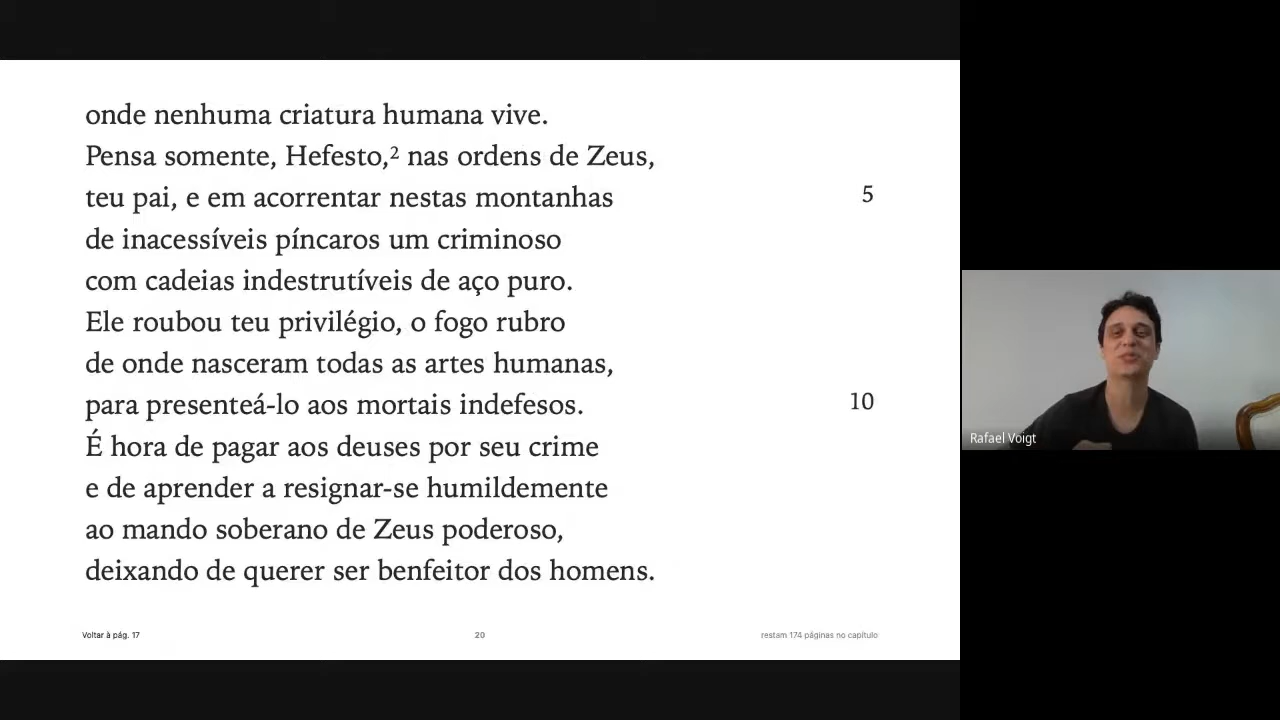 onde nenhuma criatura humana vive.
Pensa somente, Hefesto,² nas ordens de Zeus,
teu pai, e em acorrentar nestas montanhas
5
de inacessíveis píncaros um criminoso
com cadeias indestrutíveis de aço puro.
Ele roubou teu privilégio, o fogo rubro
de onde nasceram todas as artes humanas,
para presenteá-lo aos mortais indefesos.
10
É hora de pagar aos deuses por seu crime
e de aprender a resignar-se humildemente
ao mando soberano de Zeus poderoso,
deixando de querer ser benfeitor dos homens.
Voltar à pág. 17
20
restam 174 páginas no capítulo
Rafael Voigt